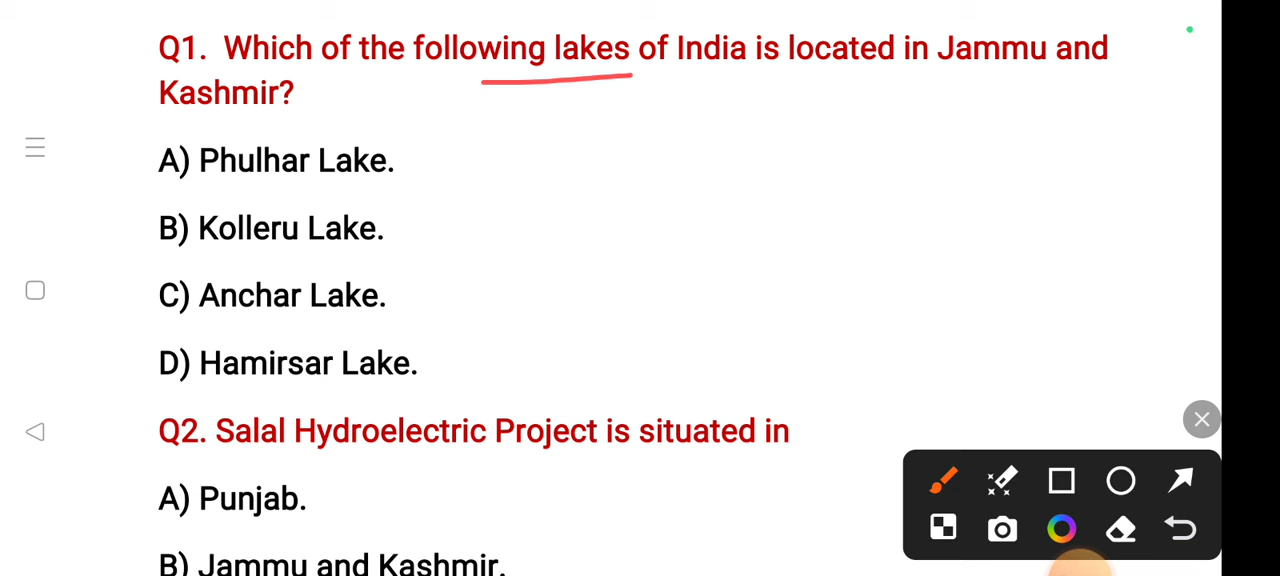 Q1. Which of the following lakes of India is located in Jammu and
Kashmir?
A) Phulhar Lake.
B) Kolleru Lake.
C) Anchar Lake.
D) Hamirsar Lake.
Q2. Salal Hydroelectric Project is situated in
A) Punjab.
B) Jammu and Kashmir.